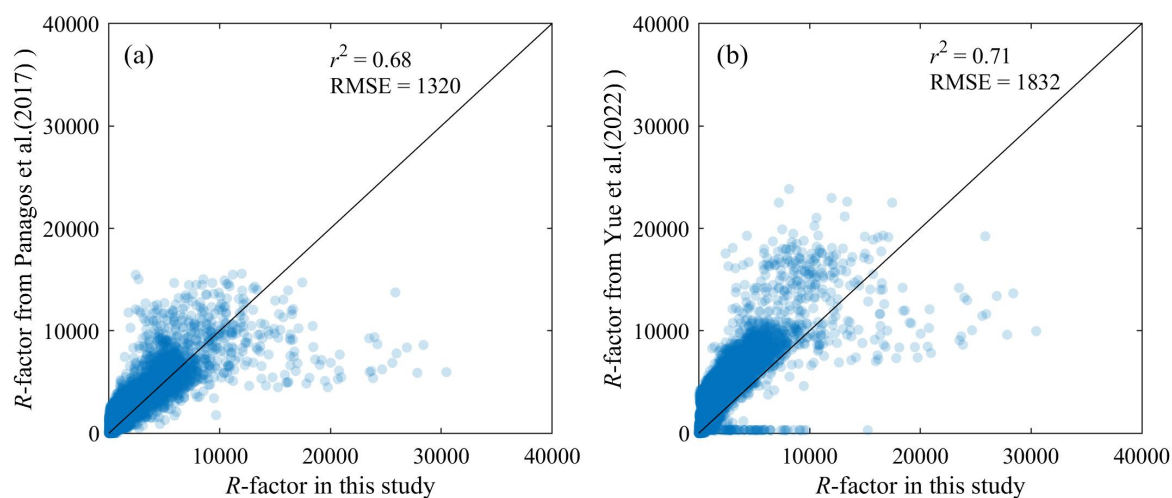 (a)
r² = 0.68
RMSE = 1320
R-factor from Panagos et al.(2017) )
40000
30000
20000
10000
0
10000
20000
30000
40000
R-factor in this study
(b)
r² = 0.71
RMSE = 1832
R-factor from Yue et al.(2022) )
40000
30000
20000
10000
0
10000
20000
30000
40000
R-factor in this study